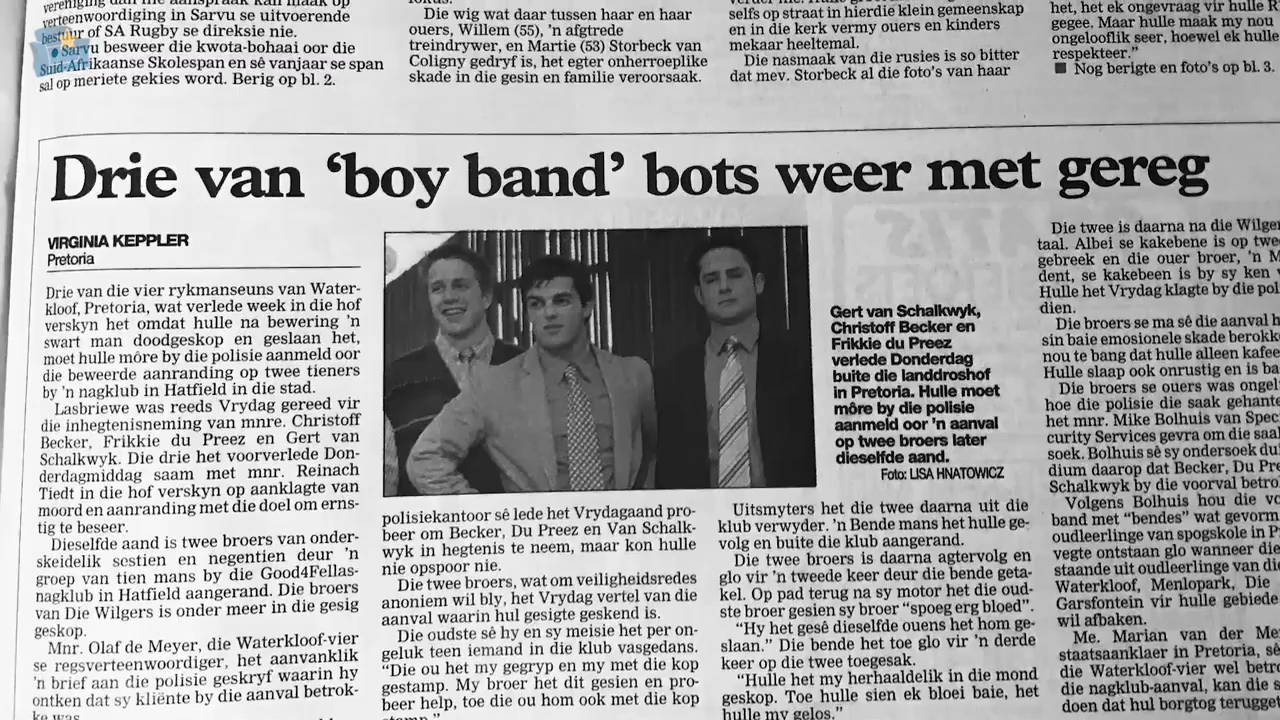 verteenwoordiging in Sarvu se uitvoerende
bestuur of SA Rugby se direksie nie.
● Sarvu besweer die kwota-bohaai oor die
Suid-Afrikaanse Skolespan en sê vanjaar se span
sal op meriete gekies word. Berig op bl. 2.
Die wig wat daar tussen haar en haar
ouers, Willem (55), 'n afgtrede
treindrywer, en Martie (53) Storbeck van
Coligny gedryf is, het egter onherroeplike
skade in die gesin en familie veroorsaak.
selfs op straat in hierdie klein gemeenskap
en in die kerk vermy ouers en kinders
mekaar heeltemal.
Die nasmaak van die rusies is so bitter
dat mev. Storbeck al die foto's van haar
het, het ek ongevraag vir hulle
gegee. Maar hulle maak my nou
ongelooflik seer, hoewel ek hulle
respekteer."
■ Nog berigte en foto's op bl. 3.
Drie van 'boy band' bots weer met gereg
VIRGINIA KEPPLER
Pretoria
Drie van die vier rykmanseuns van Water-
kloof, Pretoria, wat verlede week in die hof
verskyn het omdat hulle na bewering 'n
swart man doodgeskop en geslaan het,
moet hulle môre by die polisie aanmeld oor
die beweerde aanranding op twee tieners
by 'n nagklub in Hatfield in die stad.
Lasbriewe was reeds Vrydag gereed vir
die inhegtenisneming van mnre. Christoff
Becker, Frikkie du Preez en Gert van
Schalkwyk. Die drie het voorverlede Don-
derdagmiddag saam met mnr. Reinach
Tiedt in die hof verskyn op aanklagte van
moord en aanranding met die doel om erns-
tig te beseer.
Dieselfde aand is twee broers van onder-
skeidelik sestien en negentien deur 'n
groep van tien mans by die Good4Fellas-
nagklub in Hatfield aangerand. Die broers
van Die Wilgers is onder meer in die gesig
geskop.
Mnr. Olaf de Meyer, die Waterkloof-vier
se regsverteenwoordiger, het aanvanklik
'n brief aan die polisie geskryf waarin hy
ontken dat sy kliënte by die aanval betrok-
ke was.
Gert van Schalkwyk,
Christoff Becker en
Frikkie du Preez
verlede Donderdag
buite die landdroshof
in Pretoria. Hulle moet
môre by die polisie
aanmeld oor 'n aanval
op twee broers later
dieselfde aand.
Foto: LISA HNATOWICZ
polisiekantoor sê lede het Vrydagaand pro-
beer om Becker, Du Preez en Van Schalk-
wyk in hegtenis te neem, maar kon hulle
nie opspoor nie.
Die twee broers, wat om veiligheidsredes
anoniem wil bly, het Vrydag vertel van die
aanval waarin hul gesigte geskend is.
Die oudste sê hy en sy meisie het per on-
geluk teen iemand in die klub vasgedans.
"Die ou het my gegryp en my met die kop
gestamp. My broer het dit gesien en pro-
beer help, toe die ou hom ook met die kop
Uitsmyters het die twee daarna uit die
klub verwyder. 'n Bende mans het hulle ge-
volg en buite die klub aangerand.
Die twee broers is daarna agtervolg en
glo vir 'n tweede keer deur die bende geta-
kel. Op pad terug na sy motor het die oud-
ste broer gesien sy broer "spoeg erg bloed".
"Hy het gesê dieselfde ouens het hom ge-
slaan." Die bende het toe glo vir 'n derde
keer op die twee toegesak.
"Hulle het my herhaaldelik in die mond
geskop. Toe hulle sien ek bloei baie, het
hulle my gelos."
Die twee is daarna na die
taal. Albei se kakebene is op
gebreek en die ouer broer, 'n
dent, se kakebeen is by sy ken
Hulle het Vrydag klagte by die
dien.
Die broers se ma sê die aanval
sin baie emosionele skade
nou te bang dat hulle alleen
Hulle slaap ook onrustig en is
Die broers se ouers was
hoe die polisie die saak
het mnr. Mike Bolhuis van
curity Services gevra om die
soek. Bolhuis sê sy ondersoek
dium daarop dat Becker, Du
Schalkwyk by die voorval
Volgens Bolhuis hou die
band met "bendes" wat
oudleerlinge van spogskole in
vegte ontstaan glo wanneer
staande uit oudleerlinge van
Waterkloof, Menlopark, Die
Garsfontein vir hulle gebiede
wil afbaken.
Me. Marian van der
staatsaanklaer in Pretoria,
die Waterkloof-vier wel
die nagklub-aanval, kan die
doen dat hul borgtog